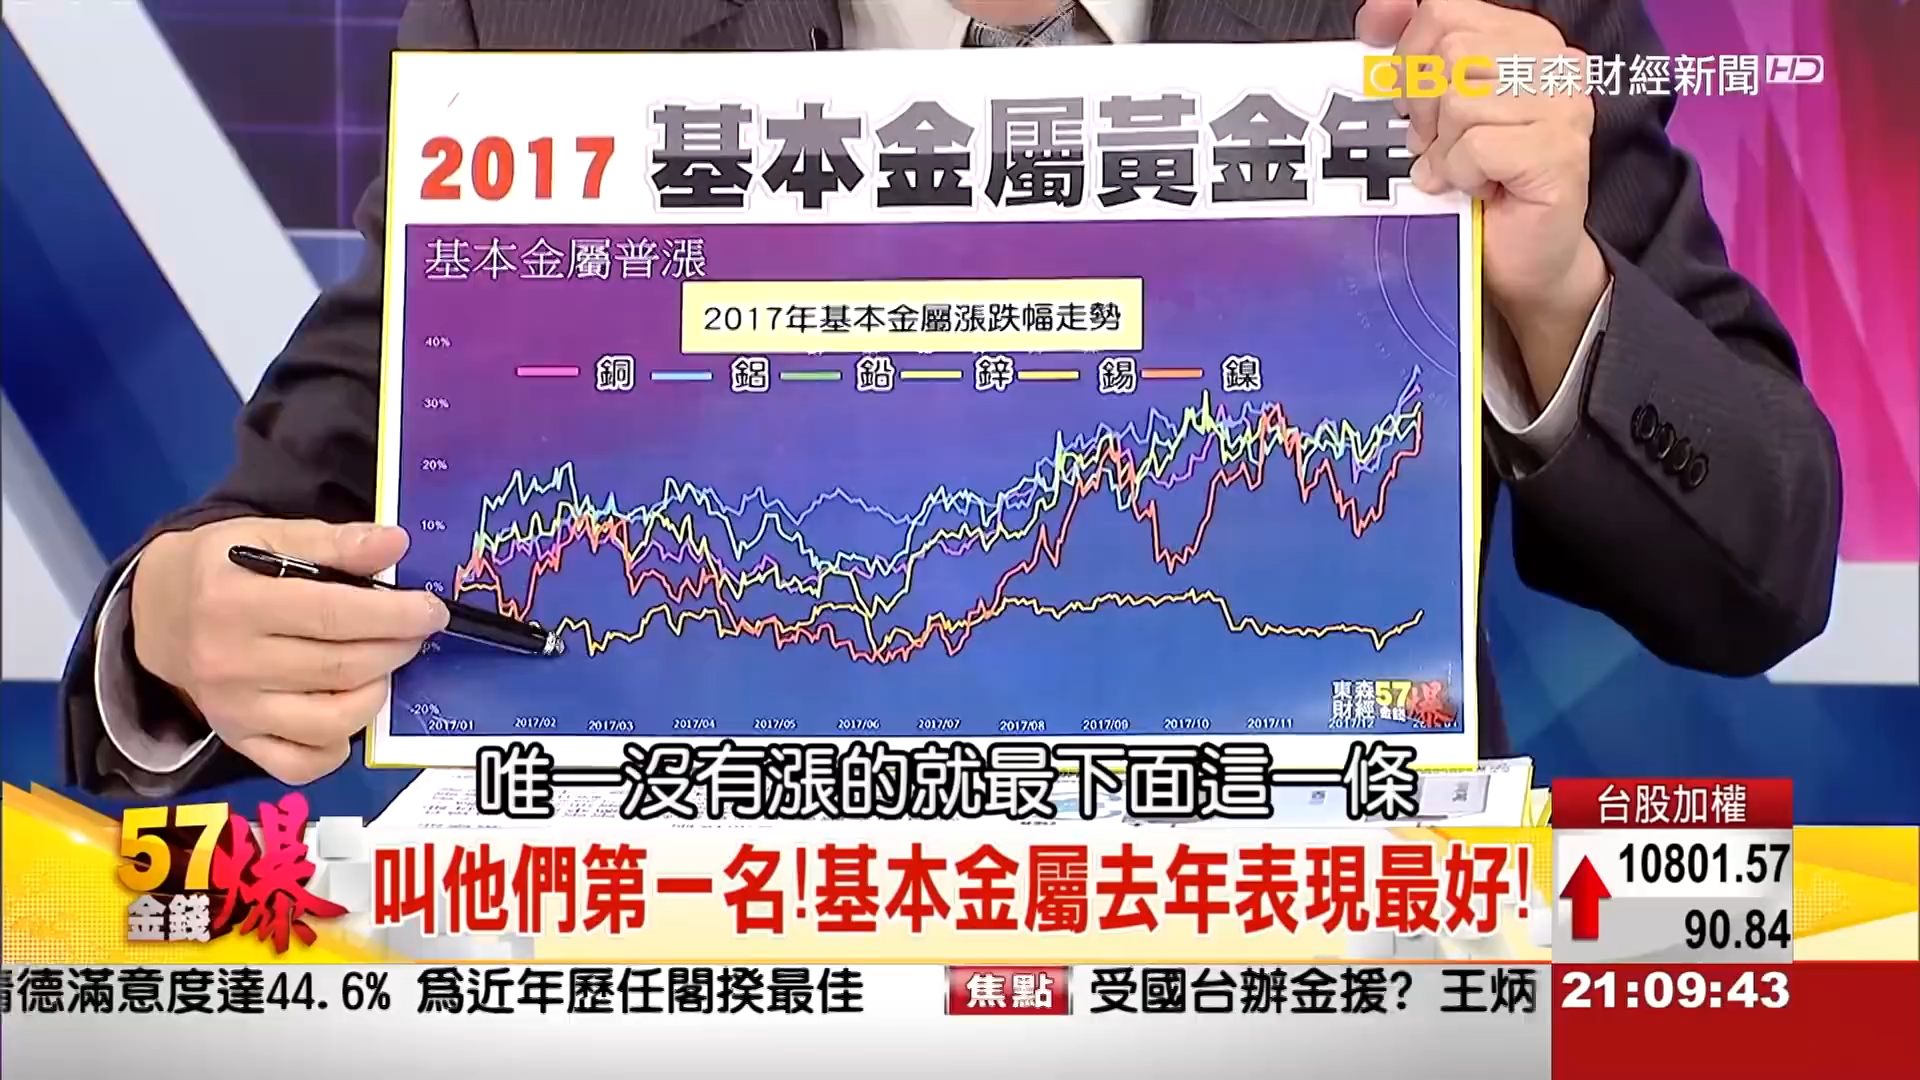 EBC 東森財經新聞 HD
2017 基本金屬黃金年
基本金屬普漲
2017年基本金屬漲跌幅走勢
銅 鋁 鉛 鋅 錫 鎳
40%
30%
20%
10%
0%
-20%
2017/01 2017/02 2017/03 2017/04 2017/05 2017/06 2017/07 2017/08 2017/09 2017/10 2017/11 2017/12
東森財經 57金錢爆
唯一沒有漲的就最下面這一條
57金錢爆
叫他們第一名!基本金屬去年表現最好!
台股加權
10801.57
90.84
德滿意度達44.6% 為近年歷任閣揆最佳 焦點 受國台辦金援? 王炳
21:09:43